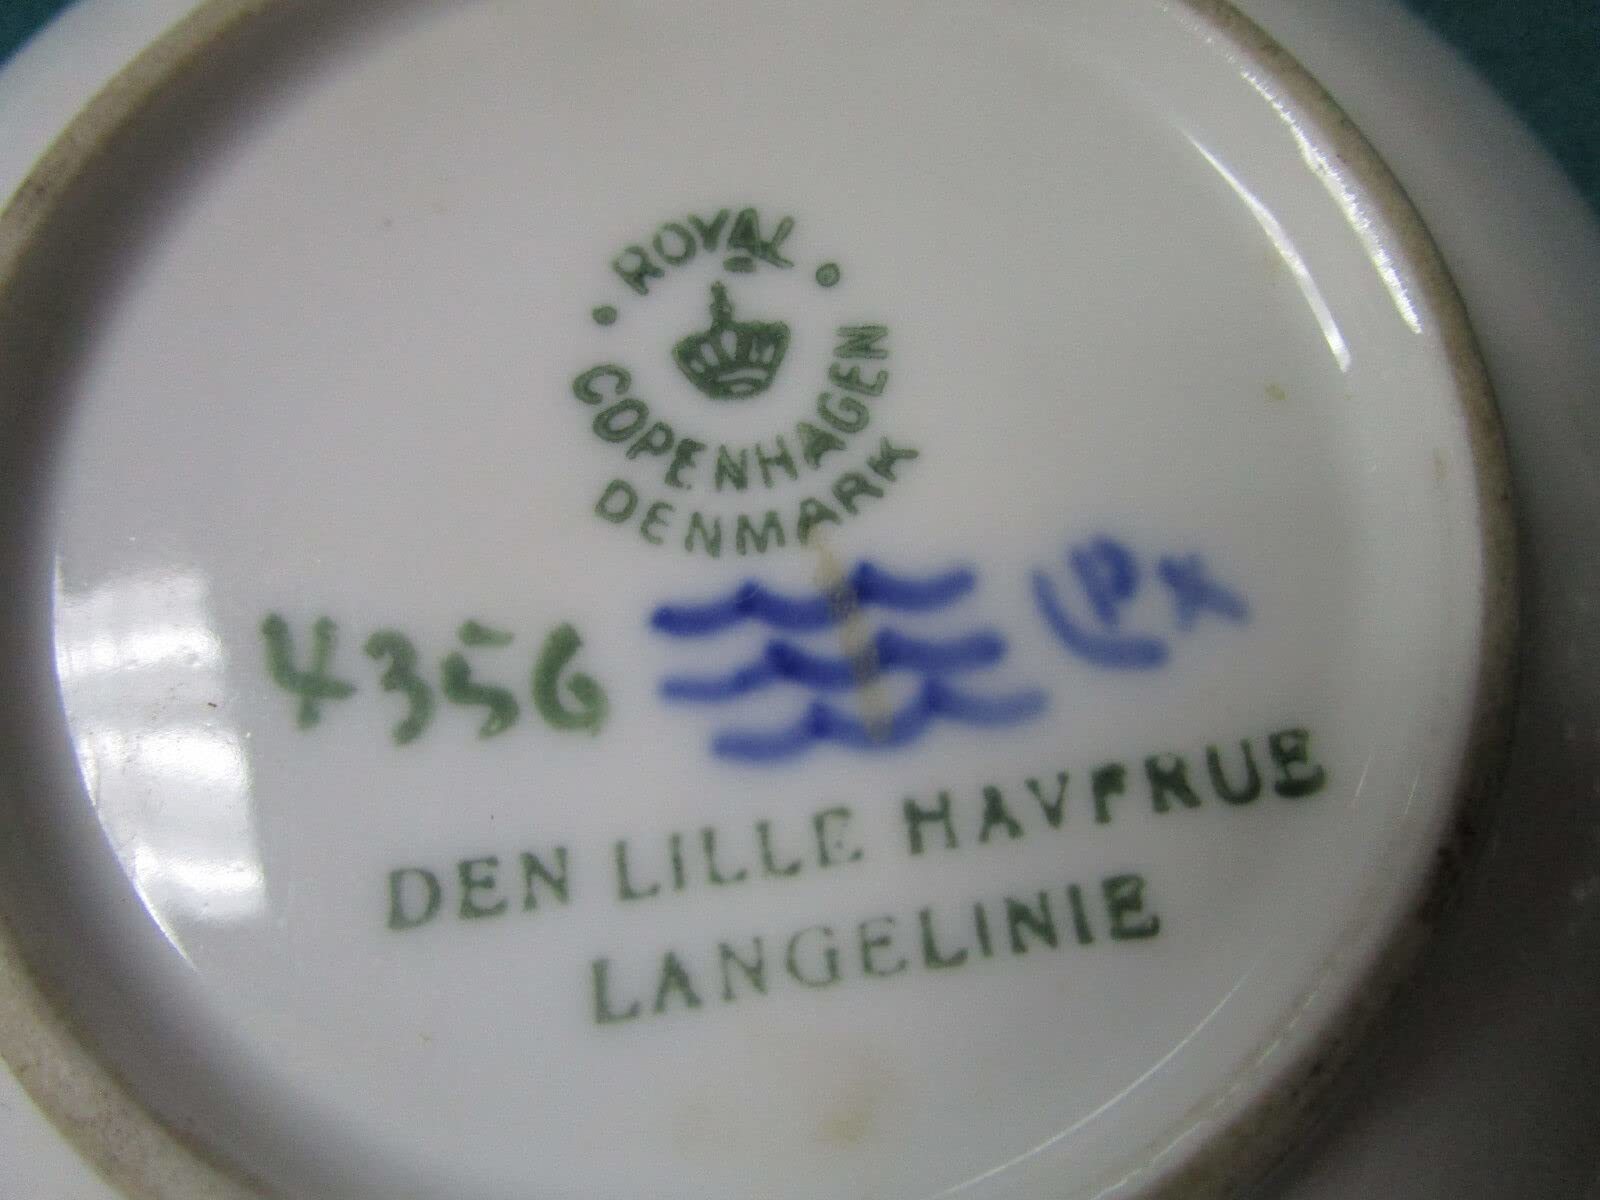 ROYAL
COPENHAGEN
DENMARK
4356
DEN LILLE HAVFRUE
LANGELINIE